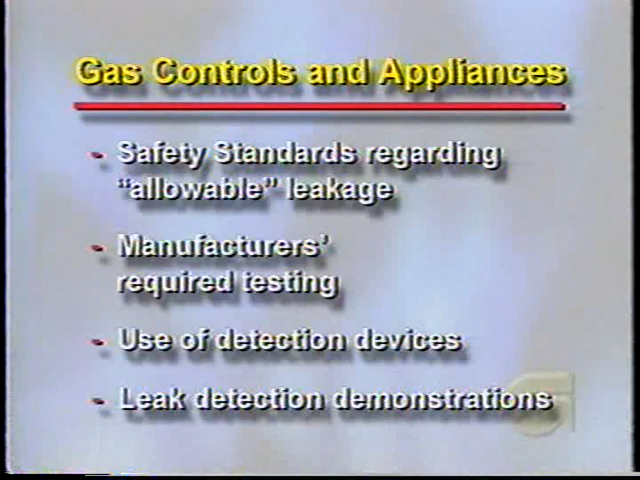 Gas Controls and Appliances
- Safety Standards regarding
“allowable” leakage
- Manufacturers’
required testing
- Use of detection devices
- Leak detection demonstrations